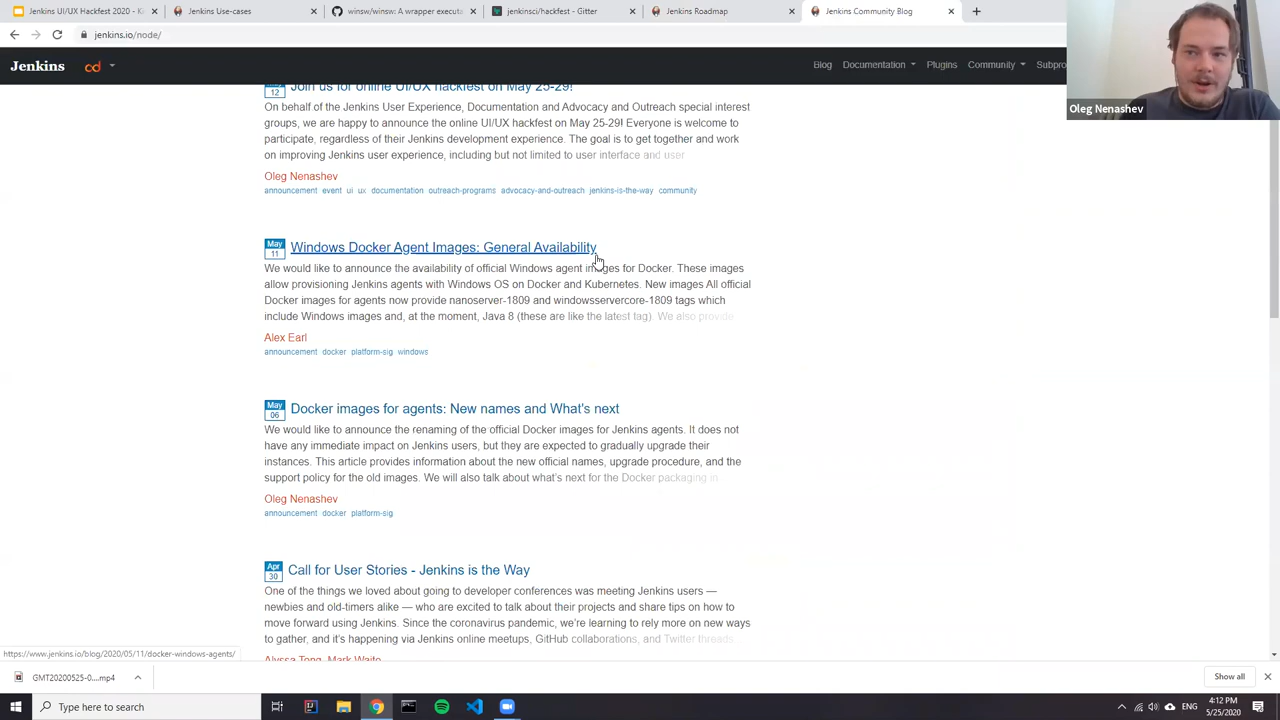 Jenkins UI/UX Hackfest 2020 - Ki
Jenkins Use-cases
winsw/winsw: A wrapper executa
jenkinsci/hackfest - Gitter
Jenkins Roadmap
Jenkins Community Blog
jenkins.io/node/
Jenkins
cd
Blog
Documentation
Plugins
Community
Subpro
Oleg Nenashev
12
Join us for online UI/UX hackfest on May 25-29!
On behalf of the Jenkins User Experience, Documentation and Advocacy and Outreach special interest
groups, we are happy to announce the online UI/UX hackfest on May 25-29! Everyone is welcome to
participate, regardless of their Jenkins development experience. The goal is to get together and work
on improving Jenkins user experience, including but not limited to user interface and user
Oleg Nenashev
announcement event ui ux documentation outreach-programs advocacy-and-outreach jenkins-is-the-way community
May
11
Windows Docker Agent Images: General Availability
We would like to announce the availability of official Windows agent images for Docker. These images
allow provisioning Jenkins agents with Windows OS on Docker and Kubernetes. New images All official
Docker images for agents now provide nanoserver-1809 and windowsservercore-1809 tags which
include Windows images and, at the moment, Java 8 (these are like the latest tag). We also provide
Alex Earl
announcement docker platform-sig windows
May
06
Docker images for agents: New names and What's next
We would like to announce the renaming of the official Docker images for Jenkins agents. It does not
have any immediate impact on Jenkins users, but they are expected to gradually upgrade their
instances. This article provides information about the new official names, upgrade procedure, and the
support policy for the old images. We will also talk about what's next for the Docker packaging in
Oleg Nenashev
announcement docker platform-sig
Apr
30
Call for User Stories - Jenkins is the Way
One of the things we loved about going to developer conferences was meeting Jenkins users —
newbies and old-timers alike — who are excited to talk about their projects and share tips on how to
move forward using Jenkins. Since the coronavirus pandemic, we're learning to rely more on new ways
to gather, and it's happening via Jenkins online meetups, GitHub collaborations, and Twitter threads.
Alyssa Tong, Mark Waite
https://www.jenkins.io/blog/2020/05/11/docker-windows-agents/
GMT20200525-0....mp4
Show all
Type here to search
4:12 PM
5/25/2020